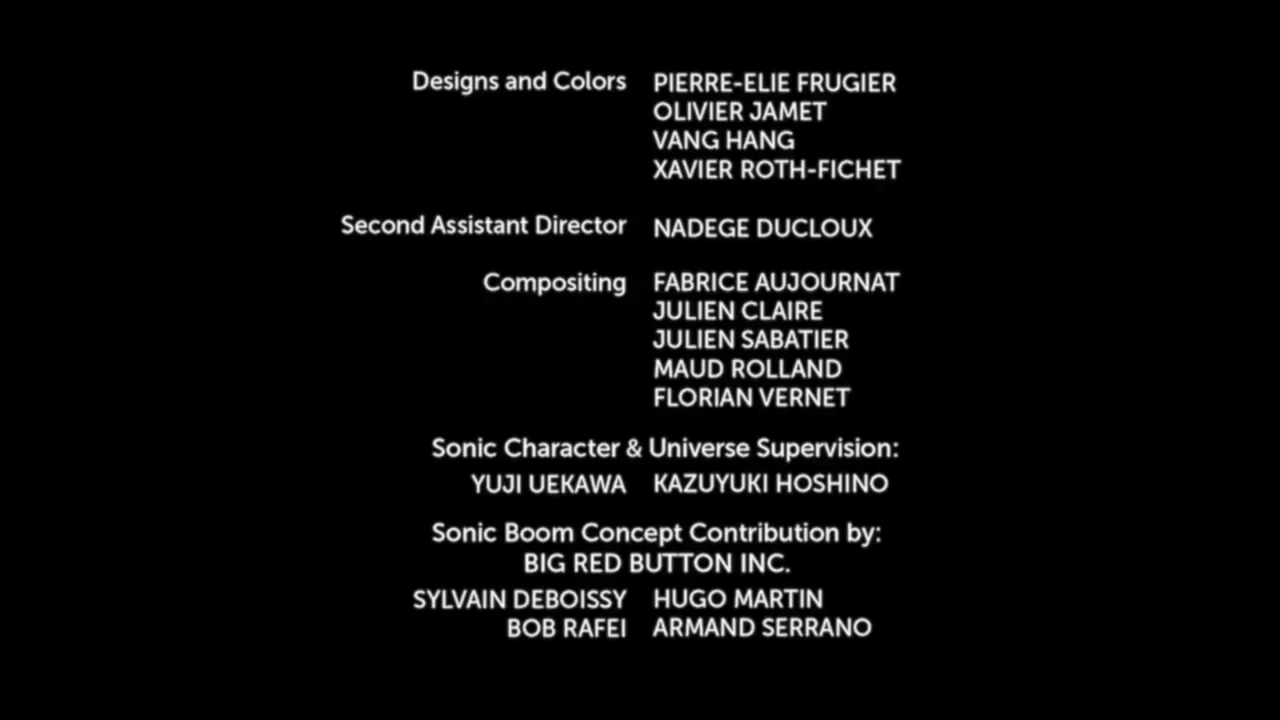 Designs and Colors PIERRE-ELIE FRUGIER
OLIVIER JAMET
VANG HANG
XAVIER ROTH-FICHET
Second Assistant Director NADEGE DUCLOUX
Compositing FABRICE AUJOURNAT
JULIEN CLAIRE
JULIEN SABATIER
MAUD ROLLAND
FLORIAN VERNET
Sonic Character & Universe Supervision:
YUJI UEKAWA KAZUYUKI HOSHINO
Sonic Boom Concept Contribution by:
BIG RED BUTTON INC.
SYLVAIN DEBOISSY HUGO MARTIN
BOB RAFEI ARMAND SERRANO